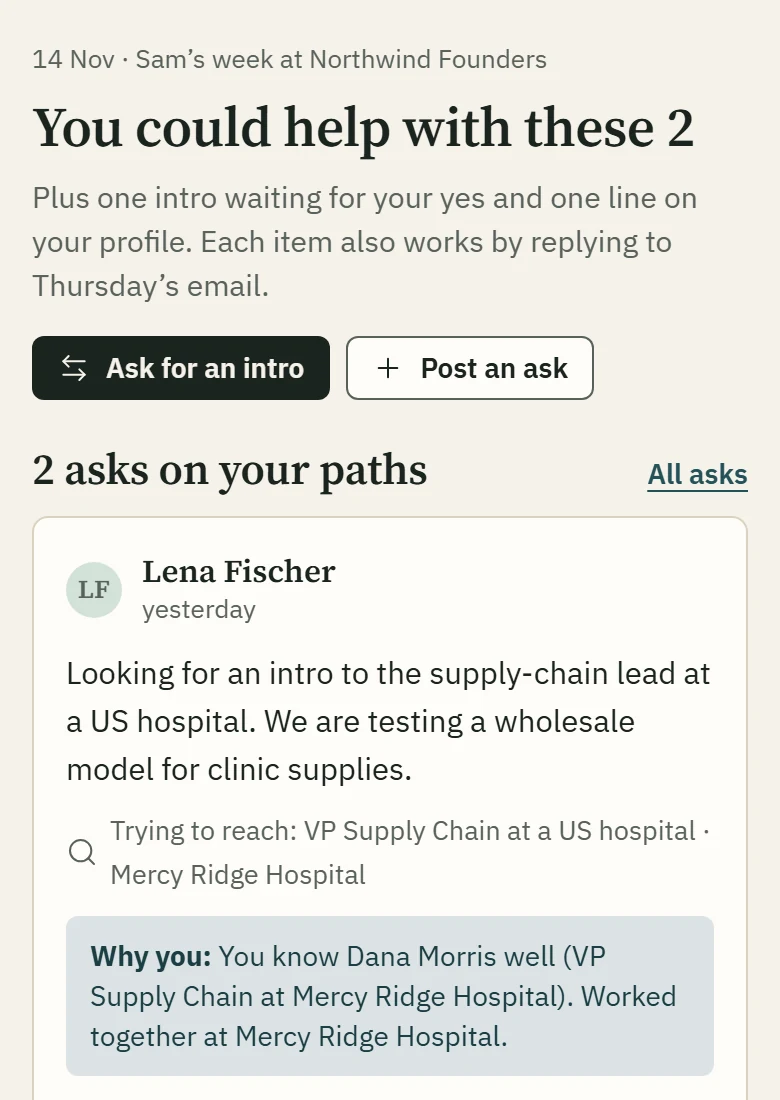 14 Nov · Sam’s week at Northwind Founders
You could help with these 2
Plus one intro waiting for your yes and one line on
your profile. Each item also works by replying to
Thursday’s email.
Ask for an intro
Post an ask
2 asks on your paths
All asks
LF
Lena Fischer
yesterday
Looking for an intro to the supply-chain lead at
a US hospital. We are testing a wholesale
model for clinic supplies.
Trying to reach: VP Supply Chain at a US hospital ·
Mercy Ridge Hospital
Why you: You know Dana Morris well (VP
Supply Chain at Mercy Ridge Hospital). Worked
together at Mercy Ridge Hospital.